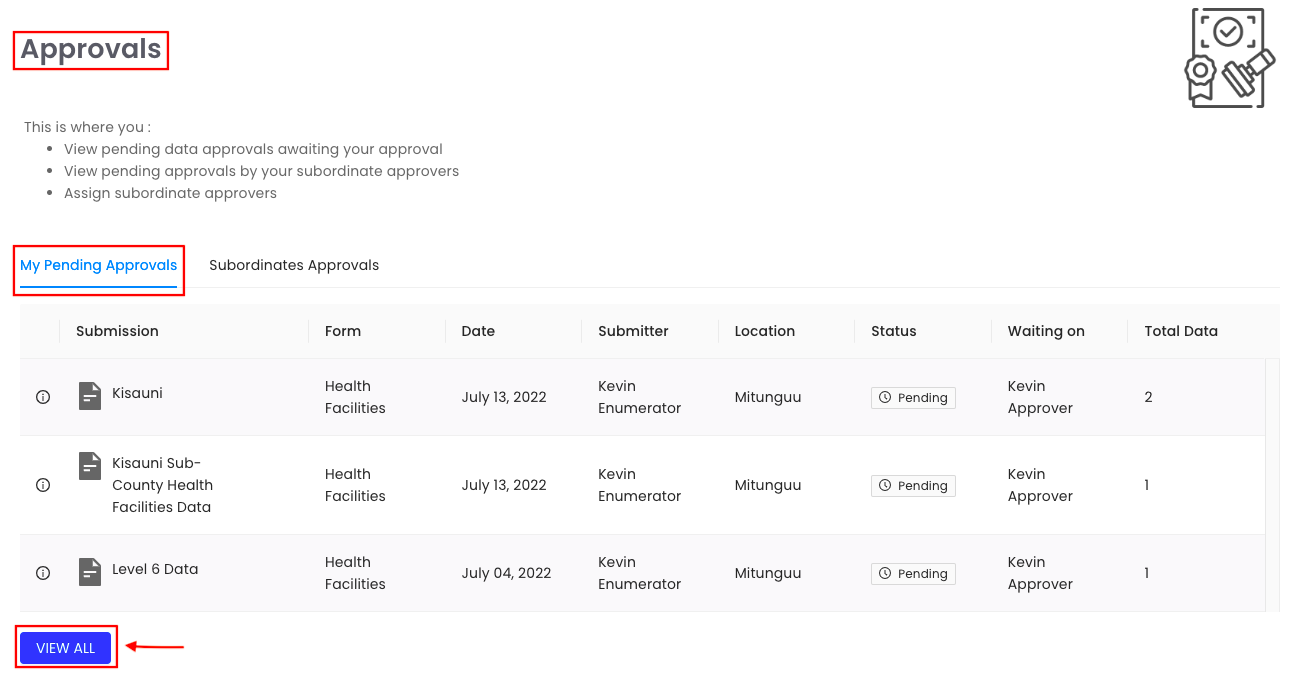 Approvals
This is where you :
View pending data approvals awaiting your approval
View pending approvals by your subordinate approvers
Assign subordinate approvers
My Pending Approvals Subordinates Approvals
Submission Form Date Submitter Location Status Waiting on Total Data
Kisauni Health Facilities July 13, 2022 Kevin Enumerator Mitunguu Pending Kevin Approver 2
Kisauni Sub-County Health Facilities Data Health Facilities July 13, 2022 Kevin Enumerator Mitunguu Pending Kevin Approver 1
Level 6 Data Health Facilities July 04, 2022 Kevin Enumerator Mitunguu Pending Kevin Approver 1
VIEW ALL